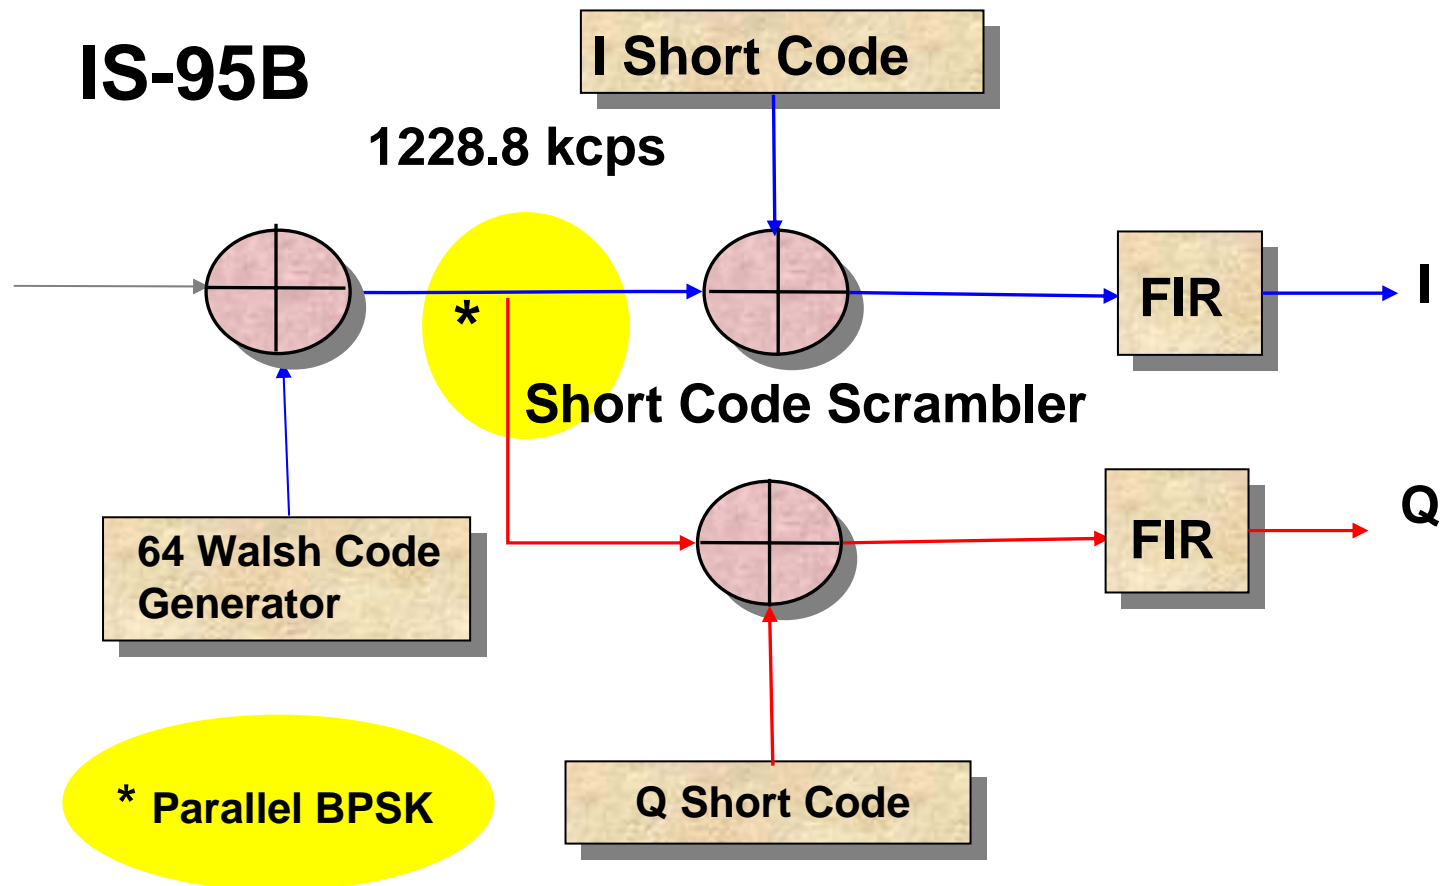 IS-95B
I Short Code
1228.8 kcps
*
FIR
I
Short Code Scrambler
64 Walsh Code
Generator
FIR
Q
* Parallel BPSK
Q Short Code